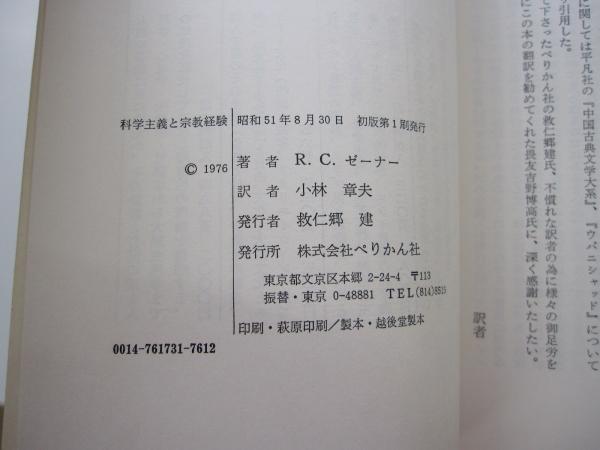 に関しては平凡社の『中国古典文学大系』、『ウパニシャッド』について
引用した。
て下さったぺりかん社の救仁郷建氏、不慣れな訳者の為に様々の御足労を
にこの本の翻訳を勧めてくれた畏友吉野博高氏に、深く感謝いたしたい。
訳者
科学主義と宗教経験
© 1976
昭和51年8月30日 初版第1刷発行
著者 R. C. ゼーナー
訳者 小林 章夫
発行者 救仁郷 建
発行所 株式会社ぺりかん社
東京都文京区本郷 2-24-4 〒113
振替・東京 0-48881 TEL(814)8515
印刷・萩原印刷／製本・越後堂製本
0014-761731-7612